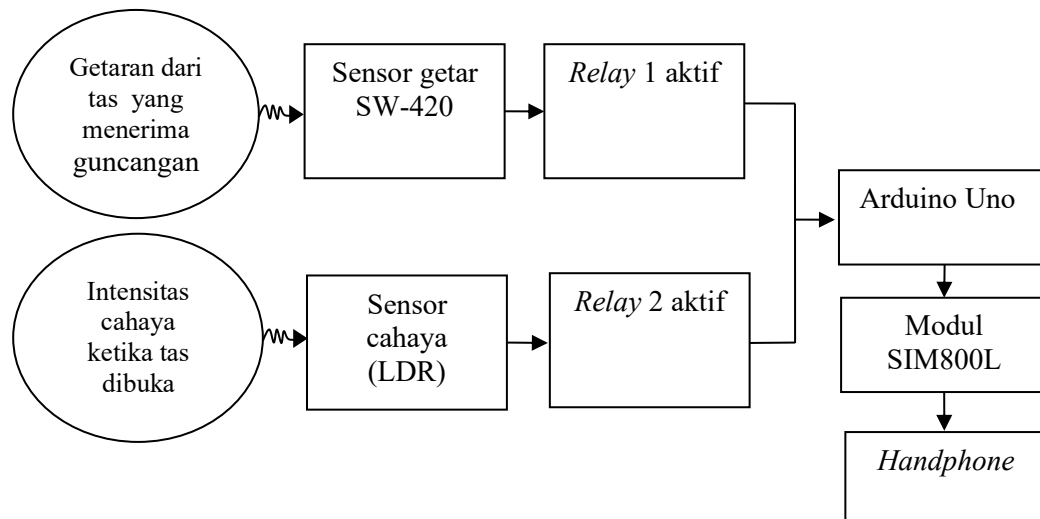 Getaran dari
tas yang
menerima
guncangan
Sensor getar
SW-420
Relay 1 aktif
Arduino Uno
Intensitas
cahaya
ketika tas
dibuka
Sensor
cahaya
(LDR)
Relay 2 aktif
Modul
SIM800L
Handphone